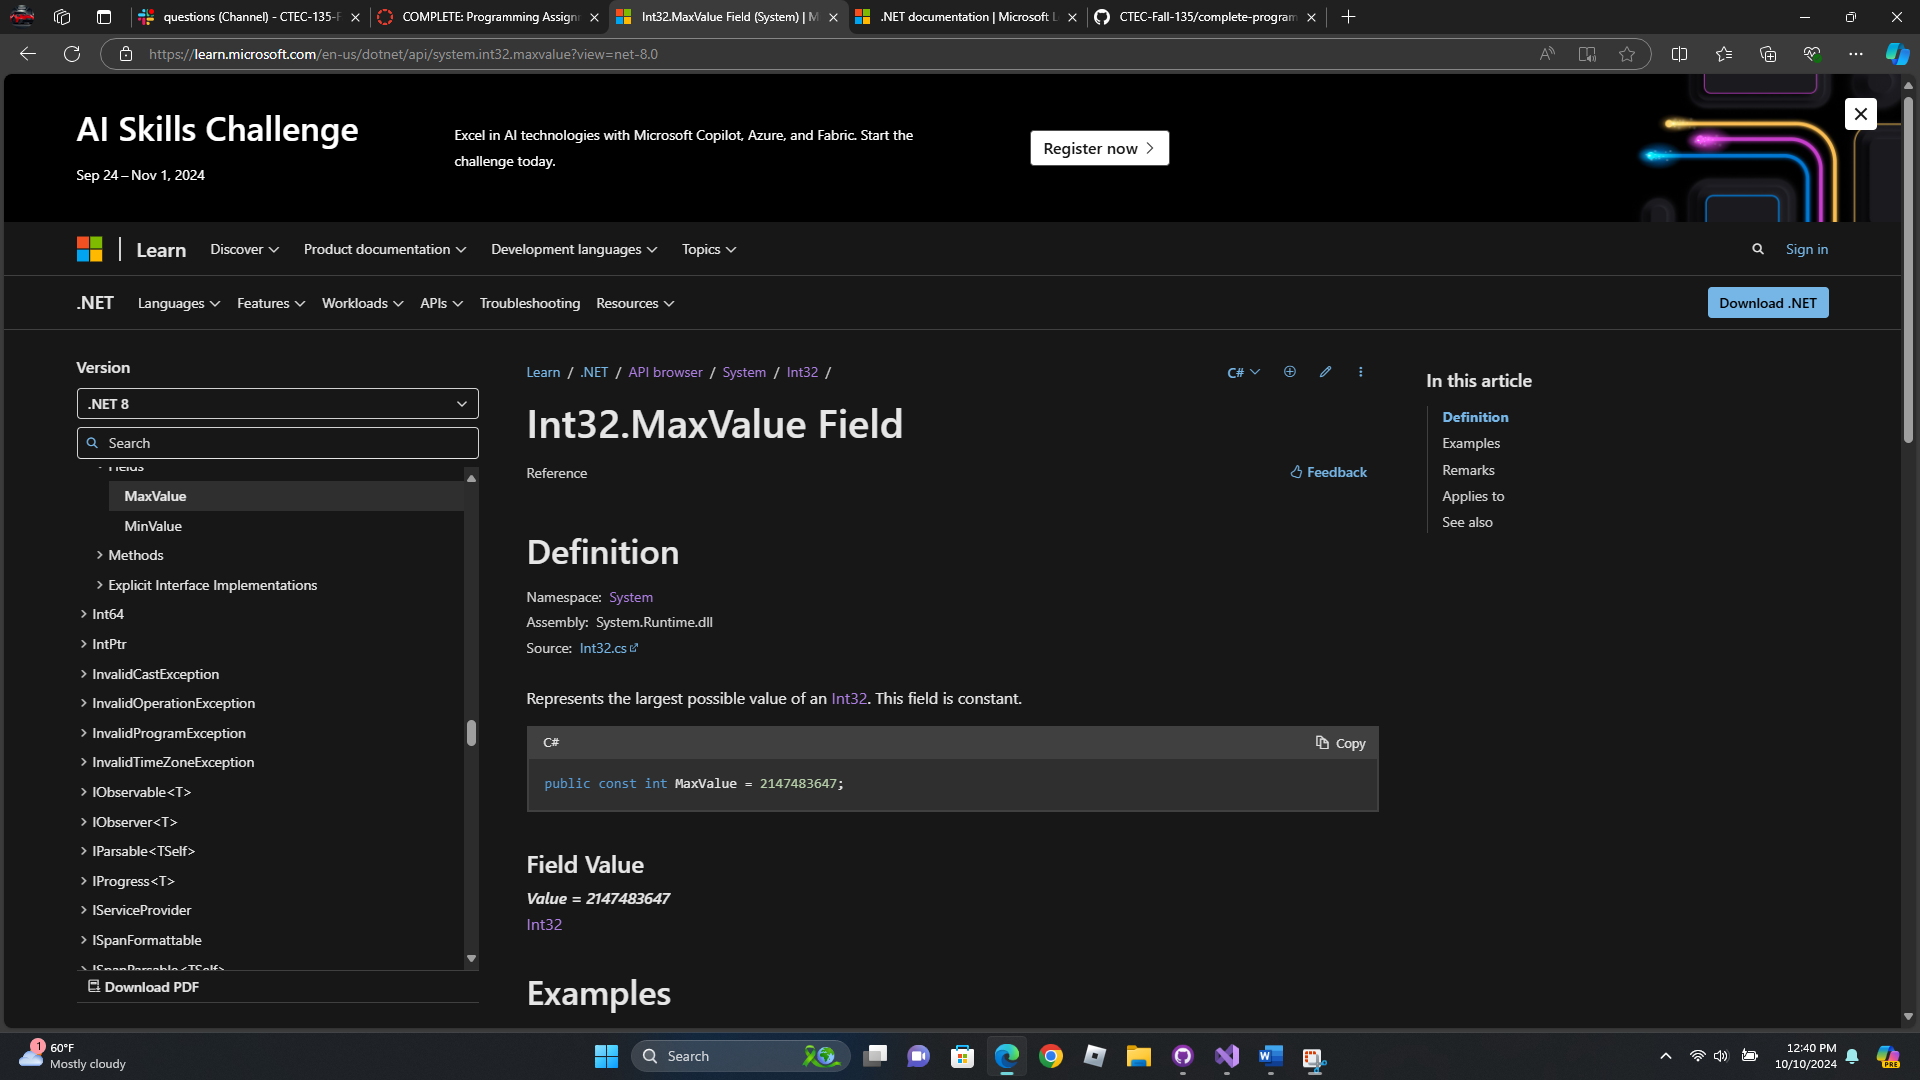 questions (Channel) - CTEC-135-F
COMPLETE: Programming Assignm
Int32.MaxValue Field (System) | M
.NET documentation | Microsoft L
CTEC-Fall-135/complete-program
https://learn.microsoft.com/en-us/dotnet/api/system.int32.maxvalue?view=net-8.0
AI Skills Challenge
Sep 24 – Nov 1, 2024
Excel in AI technologies with Microsoft Copilot, Azure, and Fabric. Start the
challenge today.
Register now
Learn
Discover
Product documentation
Development languages
Topics
Sign in
.NET
Languages
Features
Workloads
APIs
Troubleshooting
Resources
Download .NET
Version
.NET 8
Search
Fields
MaxValue
MinValue
Methods
Explicit Interface Implementations
Int64
IntPtr
InvalidCastException
InvalidOperationException
InvalidProgramException
InvalidTimeZoneException
IObservable<T>
IObserver<T>
IParsable<TSelf>
IProgress<T>
IServiceProvider
ISpanFormattable
ISpanParsable<TSelf>
Download PDF
Learn / .NET / API browser / System / Int32 /
C#
Int32.MaxValue Field
Reference
Feedback
Definition
Namespace: System
Assembly: System.Runtime.dll
Source: Int32.cs
Represents the largest possible value of an Int32. This field is constant.
C#
Copy
public const int MaxValue = 2147483647;
Field Value
Value = 2147483647
Int32
Examples
In this article
Definition
Examples
Remarks
Applies to
See also
1
60°F
Mostly cloudy
Search
12:40 PM
10/10/2024
PRE